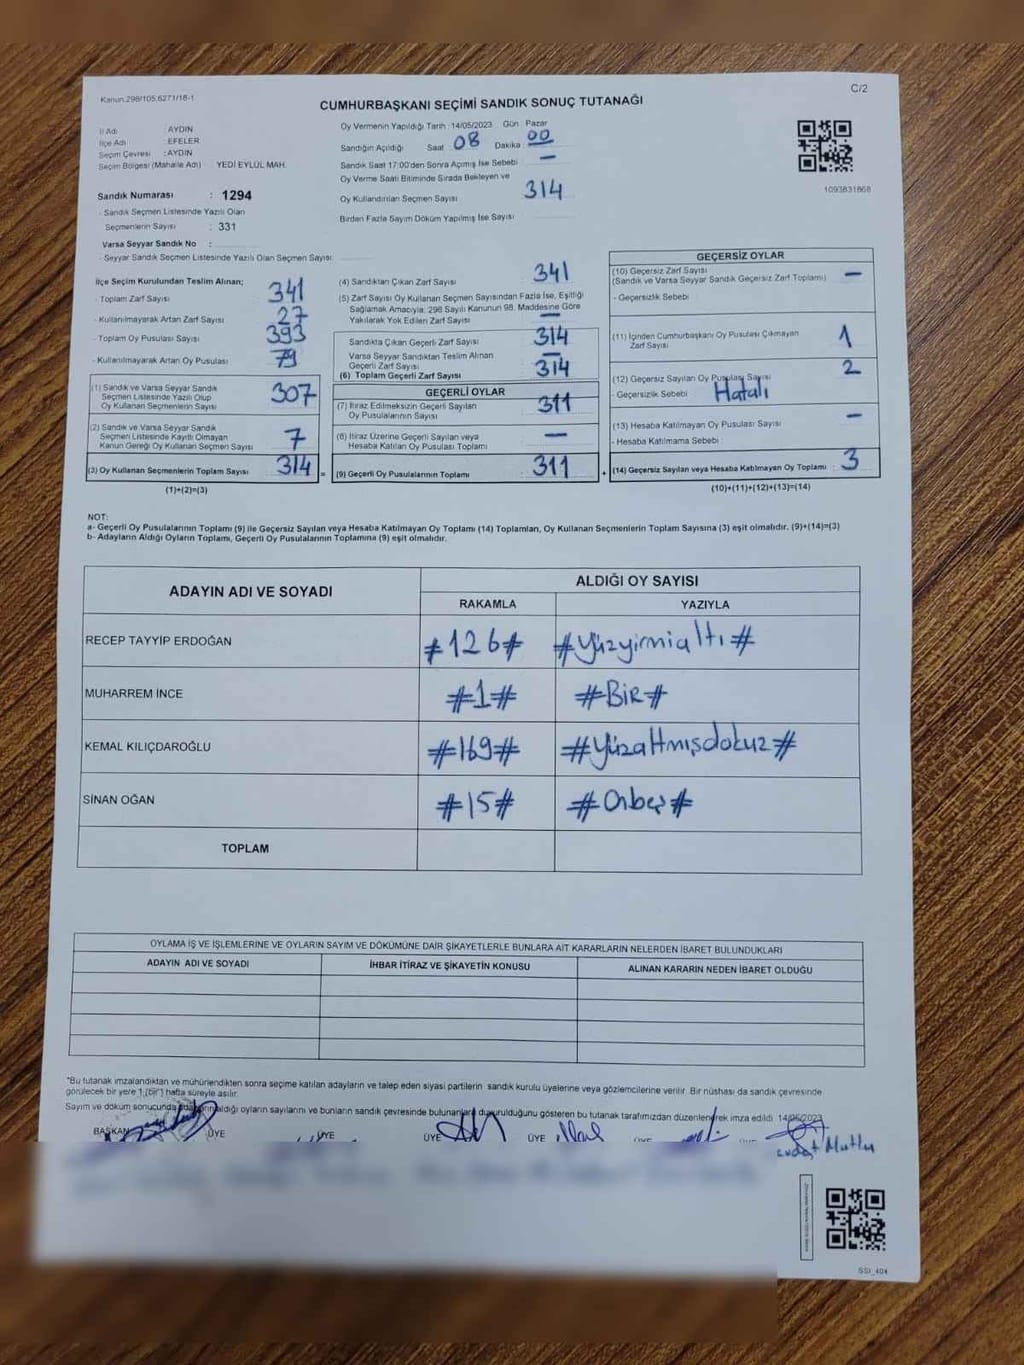 Kanun.298/105.6271/18-1
C/2
CUMHURBAŞKANI SEÇİMİ SANDIK SONUÇ TUTANAĞI
İl Adı : AYDIN
İlçe Adı : EFELER
Seçim Çevresi : AYDIN
Seçim Bölgesi (Mahalle Adı) : YEDİ EYLÜL MAH.
Oy Vermenin Yapıldığı Tarih :14/05/2023 Gün Pazar
Sandığın Açıldığı Saat 08 Dakika 00
Sandık Saat 17:00'den Sonra Açımış İse Sebebi —
Oy Verme Saati Bitiminde Sırada Bekleyen ve
Oy Kullandırılan Seçmen Sayısı 314
Birden Fazla Sayım Döküm Yapılmış İse Sayısı
1093831868
Sandık Numarası : 1294
- Sandık Seçmen Listesinde Yazılı Olan
Seçmenlerin Sayısı : 331
Varsa Seyyar Sandık No :
- Seyyar Sandık Seçmen Listesinde Yazılı Olan Seçmen Sayısı:
İlçe Seçim Kurulundan Teslim Alınan;
- Toplam Zarf Sayısı 341
- Kullanılmayarak Artan Zarf Sayısı 27
- Toplam Oy Pusulası Sayısı 393
- Kullanılmayarak Artan Oy Pusulası 79
(1) Sandık ve Varsa Seyyar Sandık
Seçmen Listesinde Yazılı Olup
Oy Kullanan Seçmenlerin Sayısı 307
(2) Sandık ve Varsa Seyyar Sandık
Seçmen Listesinde Kayıtlı Olmayan
Kanun Gereği Oy Kullanan Seçmen Sayısı 7
(3) Oy Kullanan Seçmenlerin Toplam Sayısı 314 =
(1)+(2)=(3)
(4) Sandıktan Çıkan Zarf Sayısı 341
(5) Zarf Sayısı Oy Kullanan Seçmen Sayısından Fazla İse, Eşitliği
Sağlamak Amacıyla; 298 Sayılı Kanunun 98. Maddesine Göre
Yakılarak Yok Edilen Zarf Sayısı —
Sandıkta Çıkan Geçerli Zarf Sayısı 314
Varsa Seyyar Sandıktan Teslim Alınan
Geçerli Zarf Sayısı —
(6) Toplam Geçerli Zarf Sayısı 314
GEÇERLİ OYLAR
(7) İtiraz Edilmeksizin Geçerli Sayılan
Oy Pusulalarının Sayısı 311
(8) İtiraz Üzerine Geçerli Sayılan veya
Hesaba Katılan Oy Pusulaları Toplamı —
(9) Geçerli Oy Pusulalarının Toplamı 311 +
GEÇERSİZ OYLAR
(10) Geçersiz Zarf Sayısı
(Sandık ve Varsa Seyyar Sandık Geçersiz Zarf Toplamı) —
- Geçersizlik Sebebi
(11) İçinden Cumhurbaşkanı Oy Pusulası Çıkmayan
Zarf Sayısı 1
(12) Geçersiz Sayılan Oy Pusulası Sayısı 2
- Geçersizlik Sebebi Hatalı
(13) Hesaba Katılmayan Oy Pusulası Sayısı —
- Hesaba Katılmama Sebebi :
(14) Geçersiz Sayılan veya Hesaba Katılmayan Oy Toplamı : 3
(10)+(11)+(12)+(13)=(14)
NOT:
a- Geçerli Oy Pusulalarının Toplamı (9) ile Geçersiz Sayılan veya Hesaba Katılmayan Oy Toplamı (14) Toplamları, Oy Kullanan Seçmenlerin Toplam Sayısına (3) eşit olmalıdır. (9)+(14)=(3)
b- Adayların Aldığı Oyların Toplamı, Geçerli Oy Pusulalarının Toplamına (9) eşit olmalıdır.
ADAYIN ADI VE SOYADI ALDIĞI OY SAYISI
RAKAMLA YAZIYLA
RECEP TAYYİP ERDOĞAN #126# #Yüzyirmialtı#
MUHARREM İNCE #1# #BİR#
KEMAL KILIÇDAROĞLU #169# #Yüzaltmışdokuz#
SİNAN OĞAN #15# #Onbeş#
TOPLAM
OYLAMA İŞ VE İŞLEMLERİNE VE OYLARIN SAYIM VE DÖKÜMÜNE DAİR ŞİKAYETLERLE BUNLARA AİT KARARLARIN NELERDEN İBARET BULUNDUKLARI
ADAYIN ADI VE SOYADI İHBAR İTİRAZ VE ŞİKAYETİN KONUSU ALINAN KARARIN NEDEN İBARET OLDUĞU
"Bu tutanak imzalandıktan ve mühürlendikten sonra seçime katılan adayların ve talep eden siyasi partilerin sandık kurulu üyelerine veya gözlemcilerine verilir. Bir nüshası da sandık çevresinde
görülecek bir yere 1 (bir") hafta süreyle asılır.
Sayım ve döküm sonucunda adayların aldığı oyların sayılarını ve bunların sandık çevresinde bulunanlara duyurulduğunu gösteren bu tutanak tarafımızdan düzenlenerek imza edildi. 14/05/2023
BAŞKAN ÜYE ÜYE ÜYE ÜYE
Mutlu
SSI_404